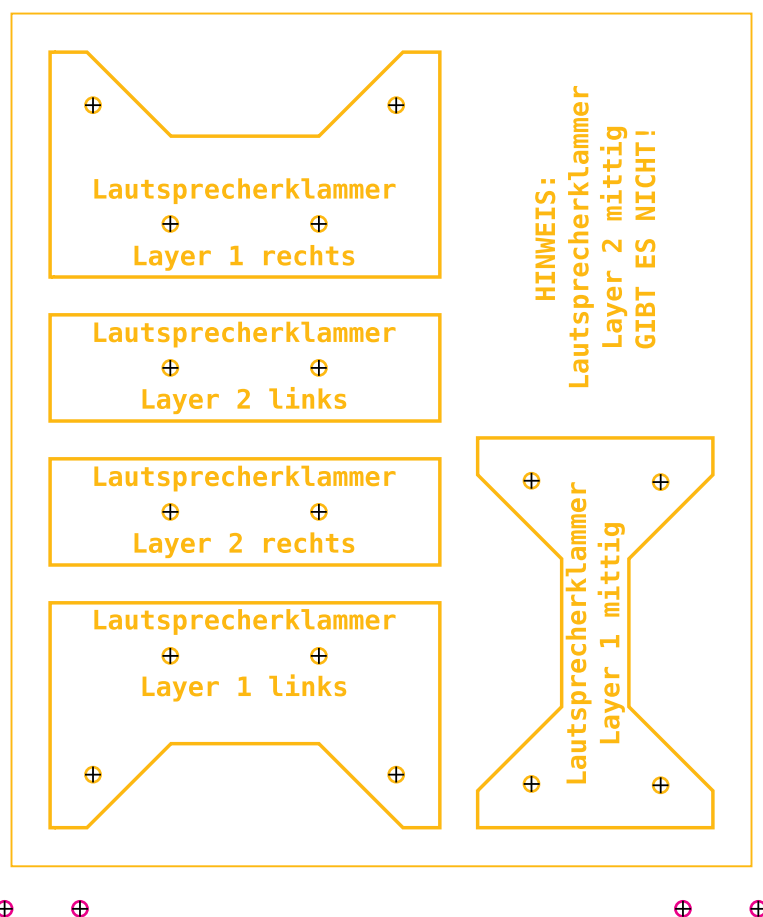 Lautsprecherklammer
Layer 1 rechts
Lautsprecherklammer
Layer 2 links
Lautsprecherklammer
Layer 2 rechts
Lautsprecherklammer
Layer 1 links
HINWEIS:
Lautsprecherklammer
Layer 2 mittig
GIBT ES NICHT!
Lautsprecherklammer
Layer 1 mittig